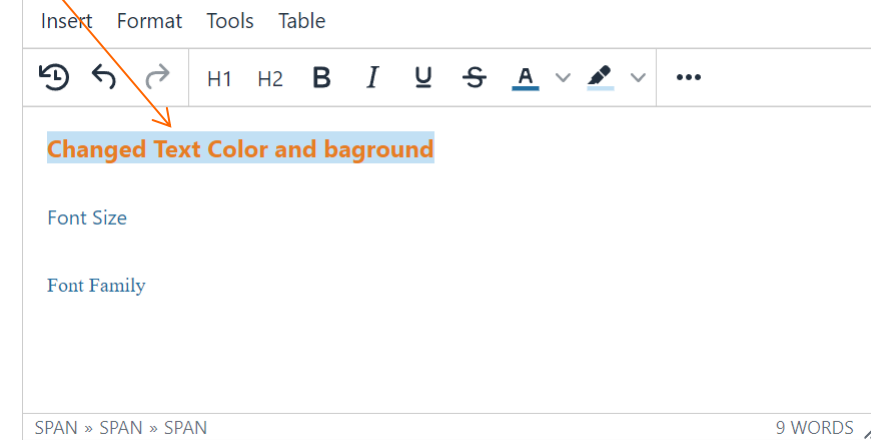 Insert Format Tools Table
H1 H2 B I U S A
Changed Text Color and baground
Font Size
Font Family
SPAN » SPAN » SPAN 9 WORDS